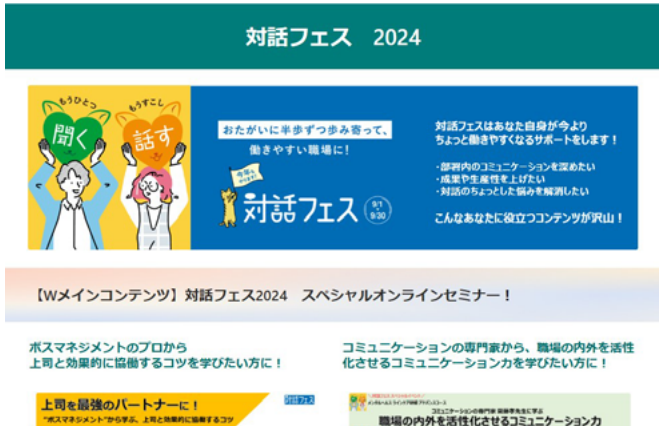 対話フェス　2024
もうひとつ
もうすこし
聞く
話す
おたがいに半歩ずつ歩み寄って、
働きやすい職場に！
対話フェス
9/1
9/30
対話フェスはあなた自身が今より
ちょっと働きやすくなるサポートをします！
・部署内のコミュニケーションを深めたい
・成果や生産性を上げたい
・対話のちょっとした悩みを解消したい
こんなあなたに役立つコンテンツが沢山！
【Wメインコンテンツ】対話フェス2024　スペシャルオンラインセミナー！
ボスマネジメントのプロから
上司と効果的に協働するコツを学びたい方に！
コミュニケーションの専門家から、職場の内外を活性
化させるコミュニケーション力を学びたい方に！
上司を最強のパートナーに！
"ボスマネジメント"から学ぶ、上司と効果的に協働するコツ
対話フェス
職場の内外を活性化させるコミュニケーション力